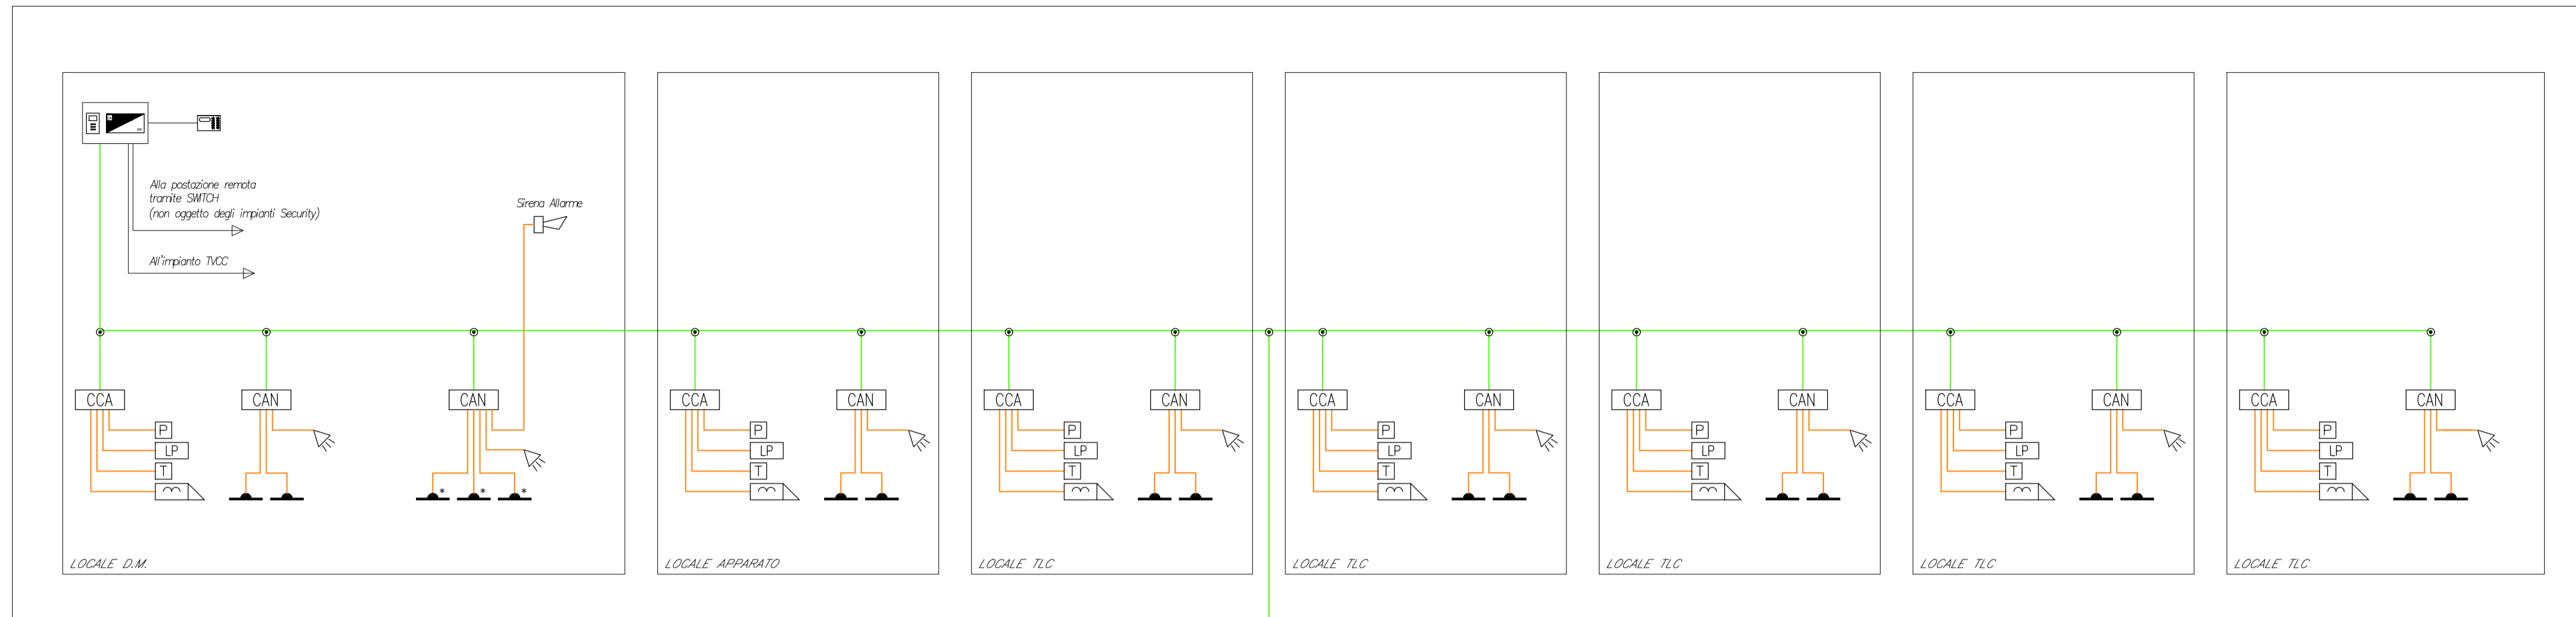 Alla postazione remota
tramite SWITCH
(non oggetto degli impianti Security)
All'impianto TVCC
Sirena Allarme
CCA
CAN
CAN
P
LP
T
*
*
*
LOCALE D.M.
CCA
CAN
P
LP
T
LOCALE APPARATO
CCA
CAN
P
LP
T
LOCALE TLC
CCA
CAN
P
LP
T
LOCALE TLC
CCA
CAN
P
LP
T
LOCALE TLC
CCA
CAN
P
LP
T
LOCALE TLC
CCA
CAN
P
LP
T
LOCALE TLC